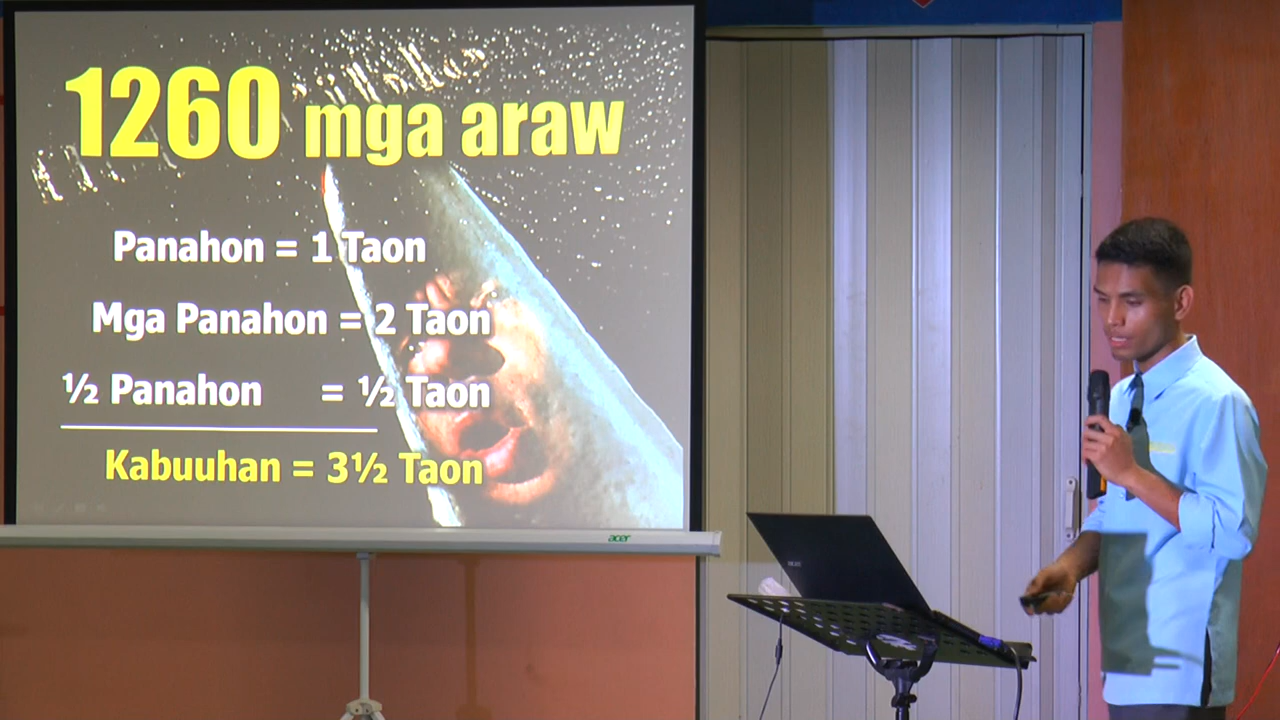 1260 mga araw
Panahon = 1 Taon
Mga Panahon = 2 Taon
½ Panahon = ½ Taon
Kabuuhan = 3½ Taon
acer